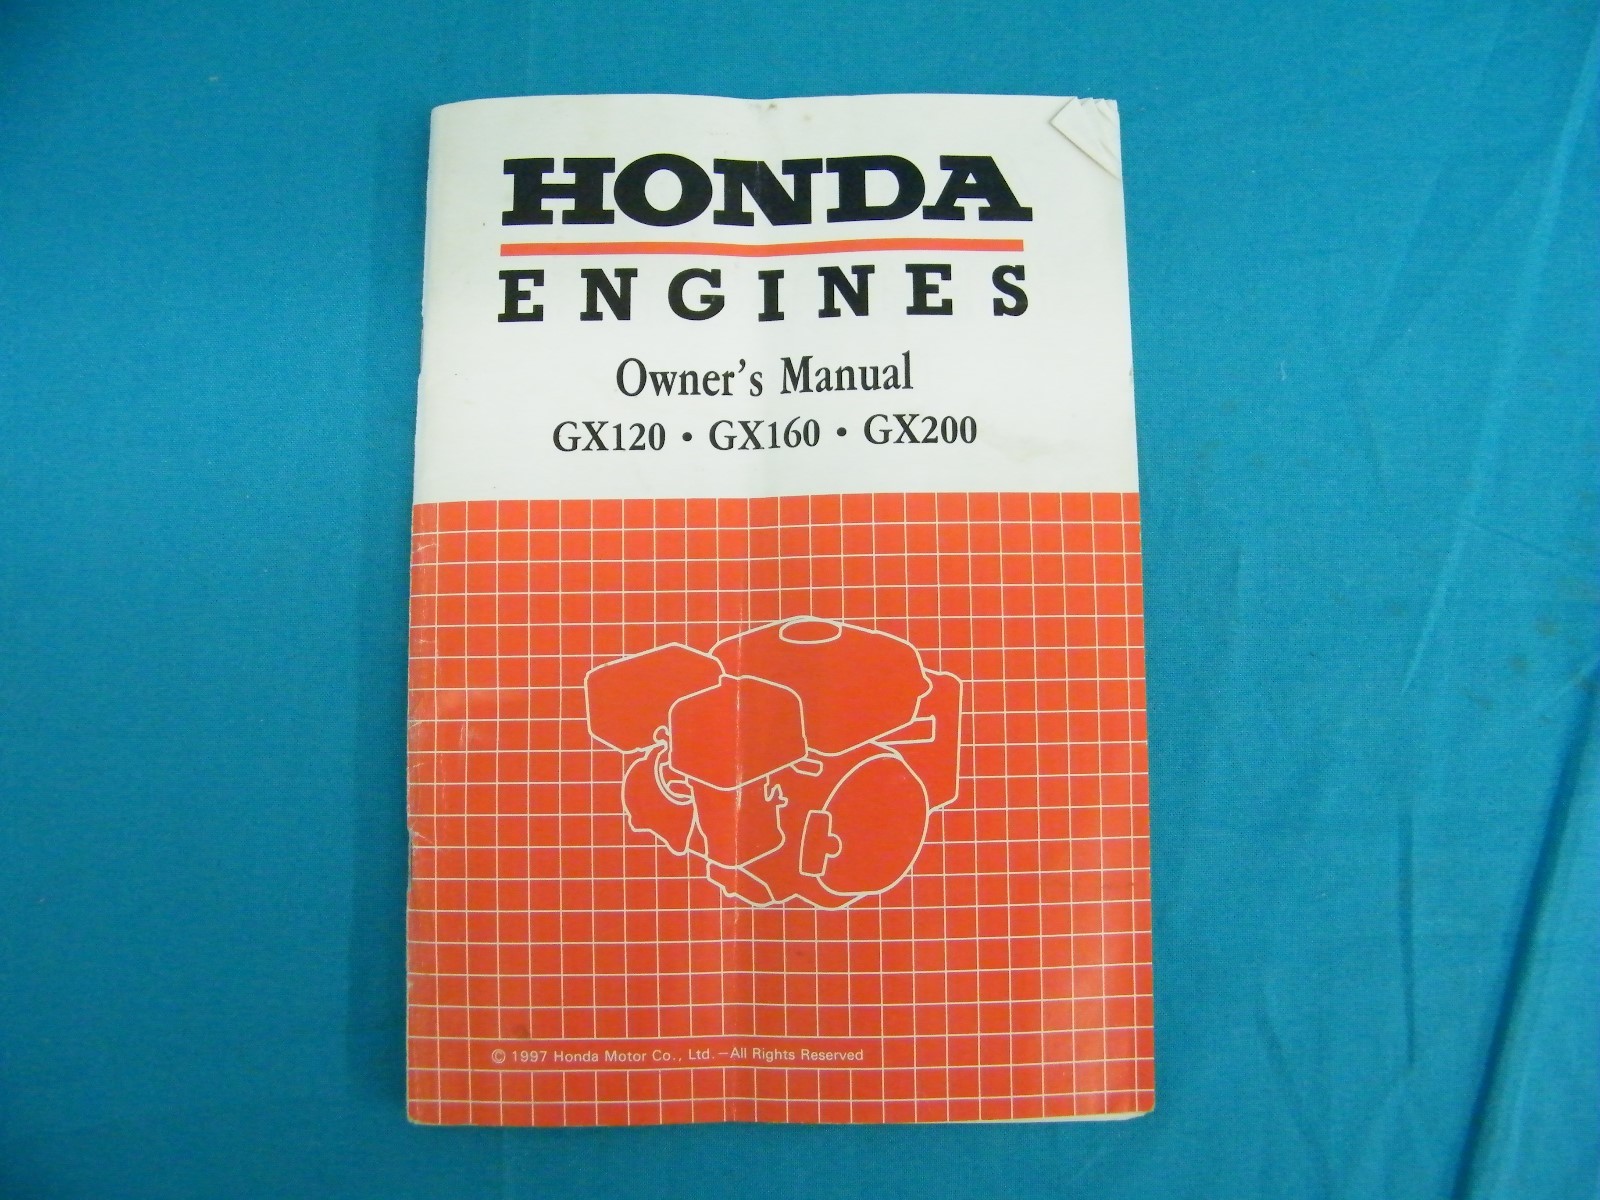 HONDA
ENGINES
Owner's Manual
GX120 • GX160 • GX200
© 1997 Honda Motor Co., Ltd.—All Rights Reserved